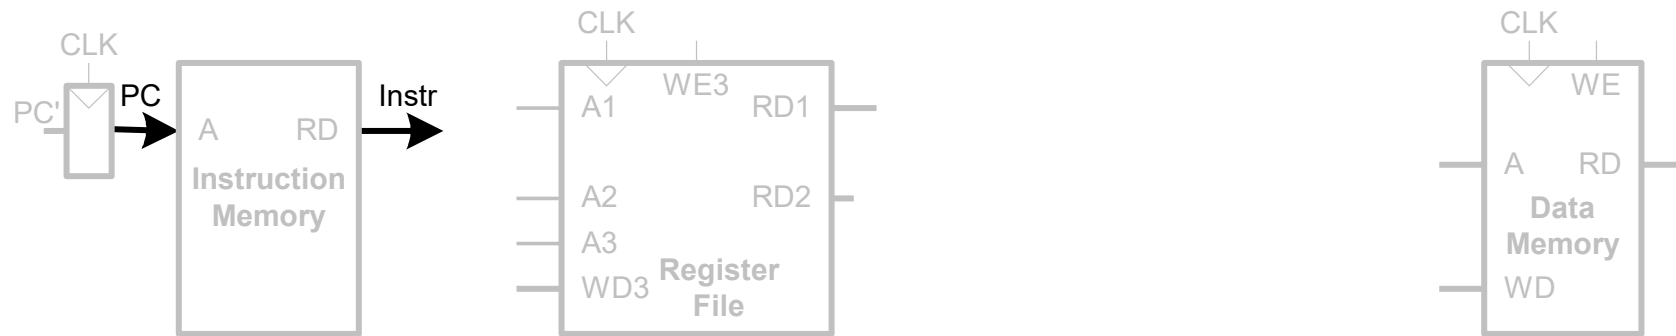 CLK
PC'
PC
A
RD
Instruction
Memory
Instr
CLK
WE3
A1
RD1
A2
RD2
A3
WD3
Register
File
CLK
WE
A
RD
Data
Memory
WD